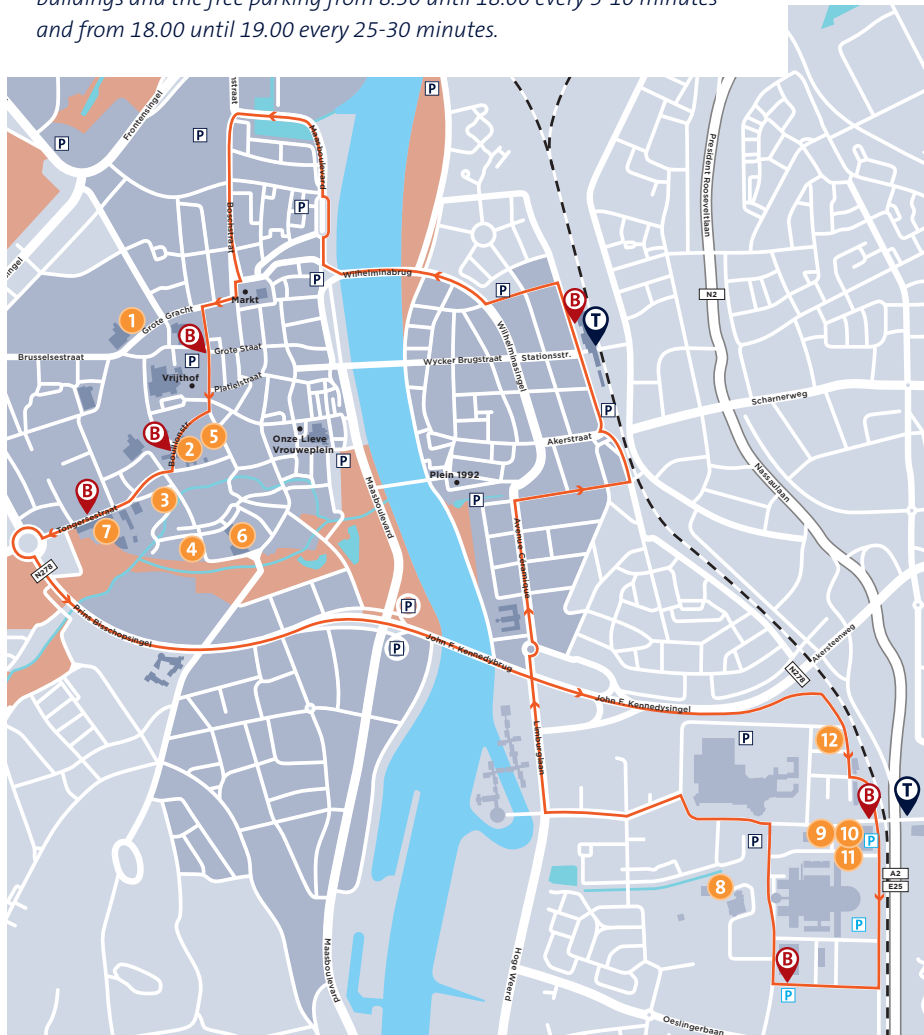 buildings and the free parking from 8.30 until 18.00 every 5-10 minutes
and from 18.00 until 19.00 every 25-30 minutes.
P
Frontensingel
P
P
straat
Maasboulevard
Boschstraat
P
President Rooseveltlaan
N2
singel
P
Wilhelminabrug
P
B
T
Markt
Grote Gracht
1
B
Grote Staat
Brusselsestraat
P
Vrijthof
Platielstraat
Wycker Brugstraat
Stationsstr.
Wilhelminasingel
P
Scharnerweg
B
Bouillonstr.
2
5
Onze Lieve
Vrouweplein
Akerstraat
P
Plein 1992
P
Nassaulaan
B
Tongersestraat
7
3
4
6
Maasboulevard
Avenue Céramique
N278
Prins Bisschopsingel
P
P
John F. Kennedybrug
Akersteenweg
N278
John F. Kennedysingel
Limburglaan
P
12
B
T
9
10
P
11
P
8
A2
E25
P
B
P
Maasboulevard
Hoge Weerd
Oeslingerbaan